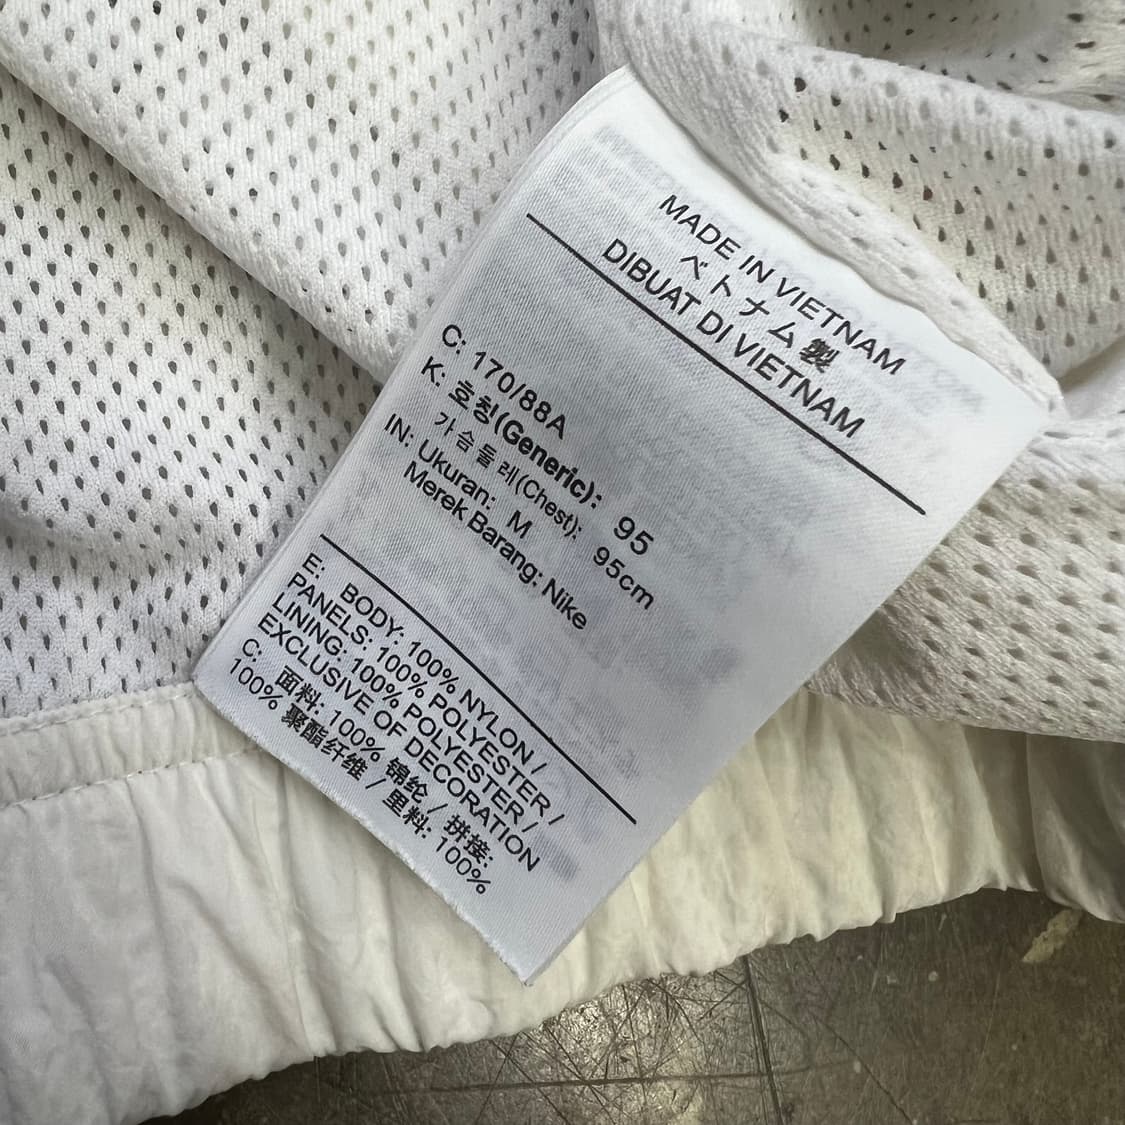 MADE IN VIETNAM
ベトナム製
DIBUAT DI VIETNAM
C: 170/88A
K: 호칭(Generic): 95
가슴둘레(Chest): 95cm
IN: Ukuran: M
Merek Barang: Nike
E: BODY: 100% NYLON /
PANELS: 100% POLYESTER /
LINING: 100% POLYESTER /
EXCLUSIVE OF DECORATION
C: 面料: 100% 锦纶 / 拼接:
100% 聚酯纤维 / 里料: 100%